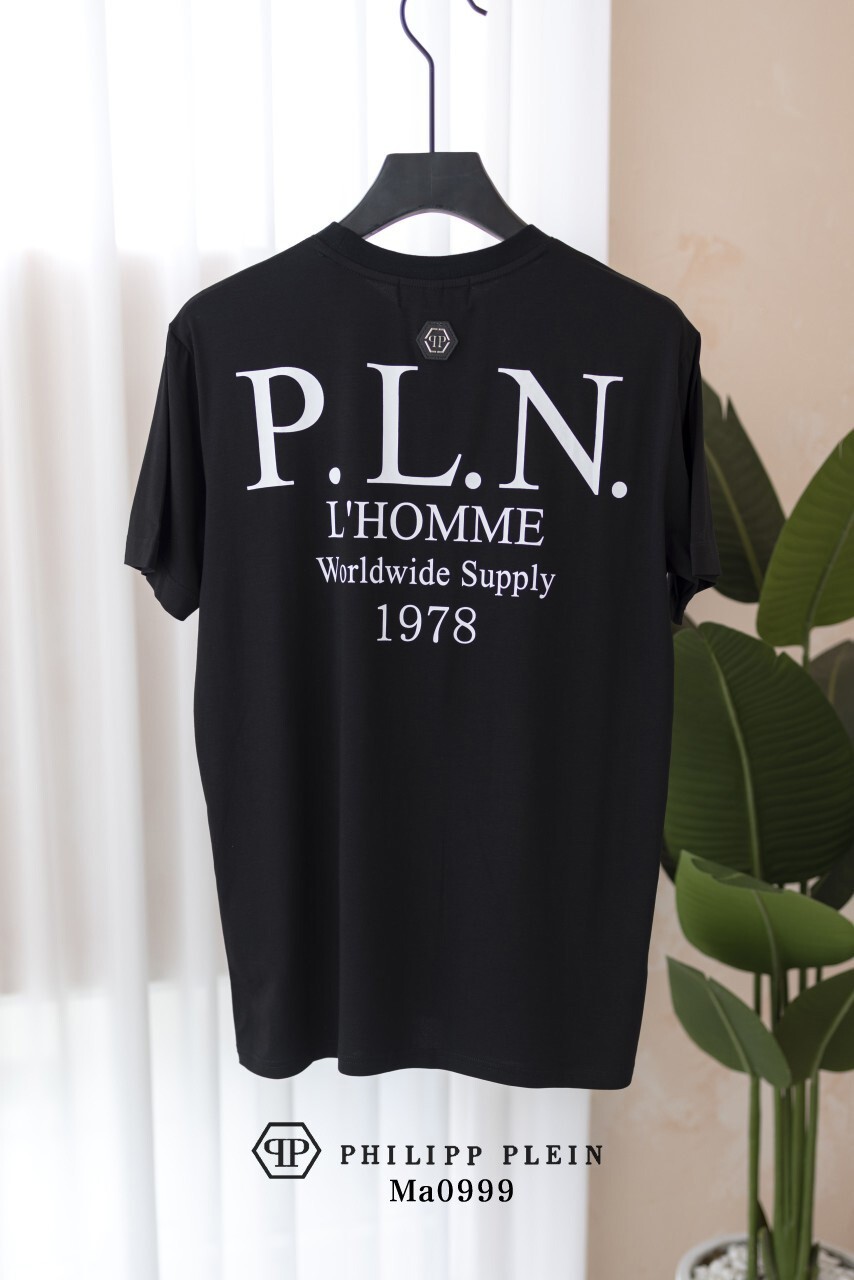 P.L.N.
L'HOMME
Worldwide Supply
1978
PHILIPP PLEIN
Ma0999